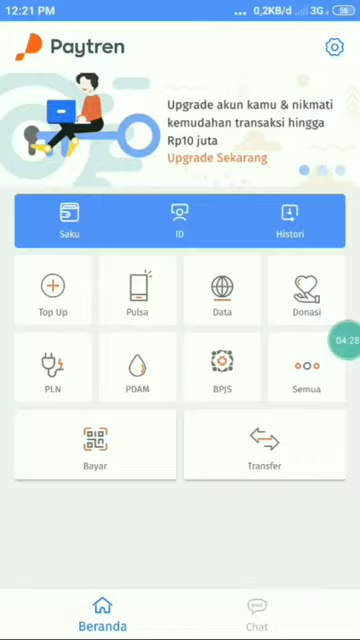 12:21 PM
... 0,2KB/d 3G 55
Paytren
Upgrade akun kamu & nikmati
kemudahan transaksi hingga
Rp10 juta
Upgrade Sekarang
Saku ID Histori
Top Up Pulsa Data Donasi
04:28
PLN PDAM BPJS Semua
Bayar Transfer
Beranda Chat